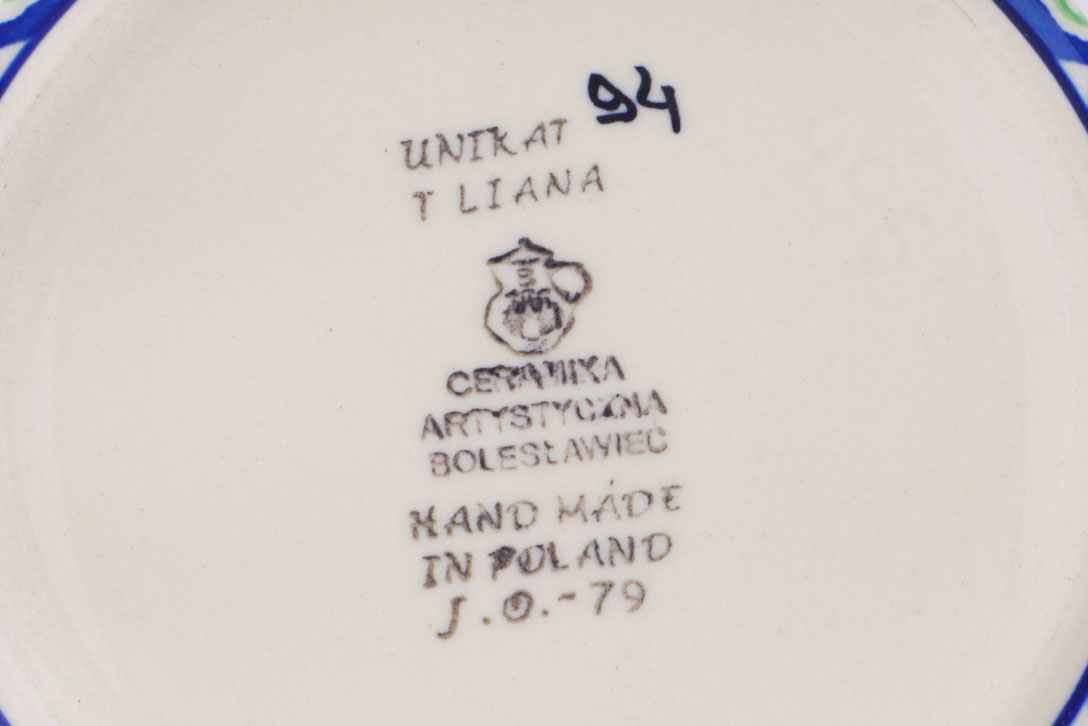 94
UNIKAT
T LIANA
CERAMIKA
ARTYSTYCZNA
BOLESŁAWIEC
HAND MADE
IN POLAND
J.O.-79